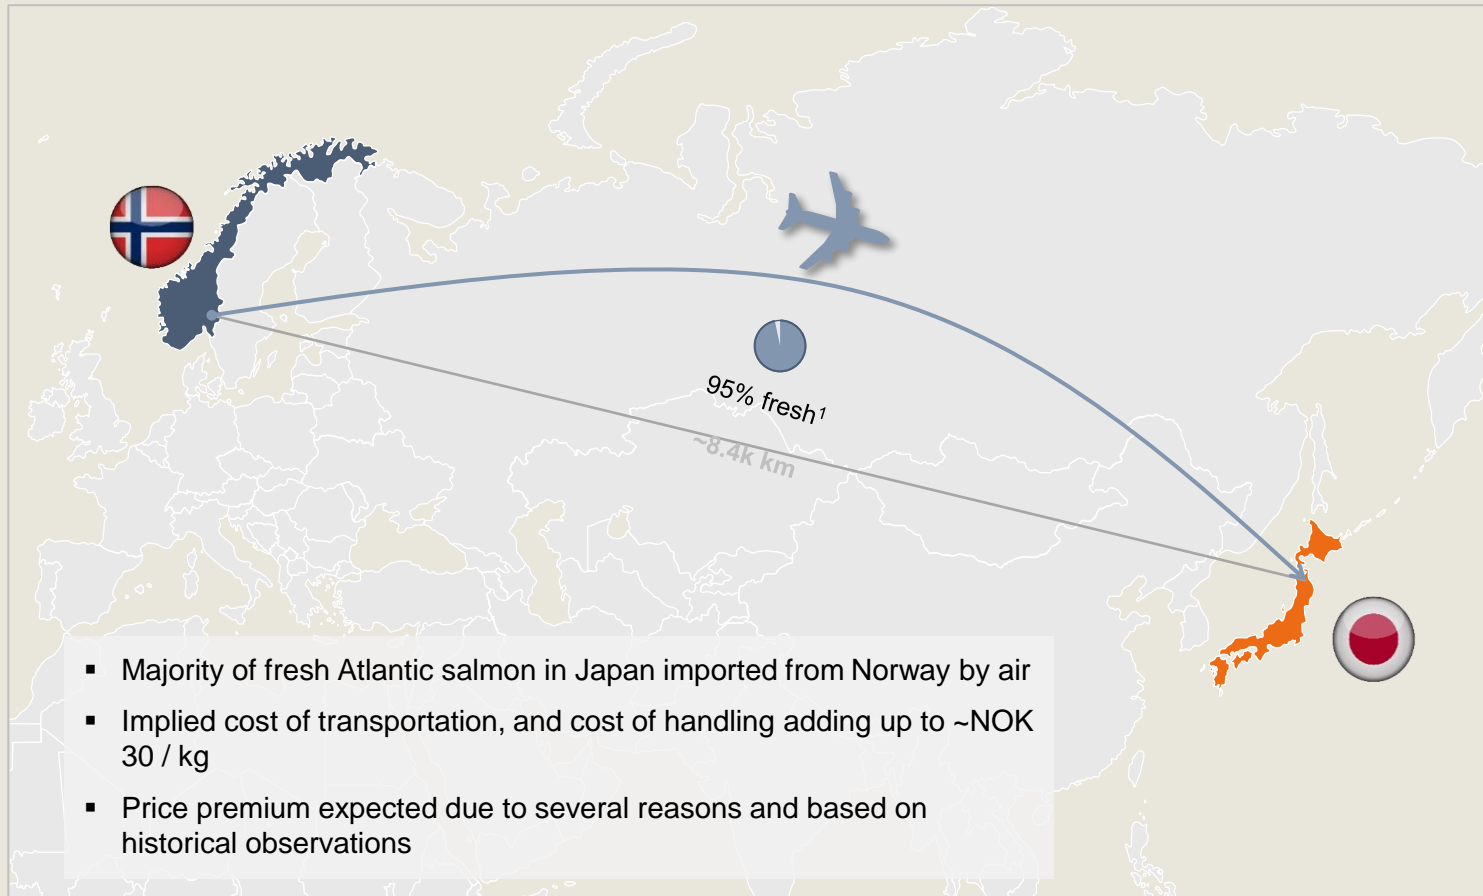 95% fresh¹
~8.4k km
▪ Majority of fresh Atlantic salmon in Japan imported from Norway by air
▪ Implied cost of transportation, and cost of handling adding up to ~NOK
30 / kg
▪ Price premium expected due to several reasons and based on
historical observations